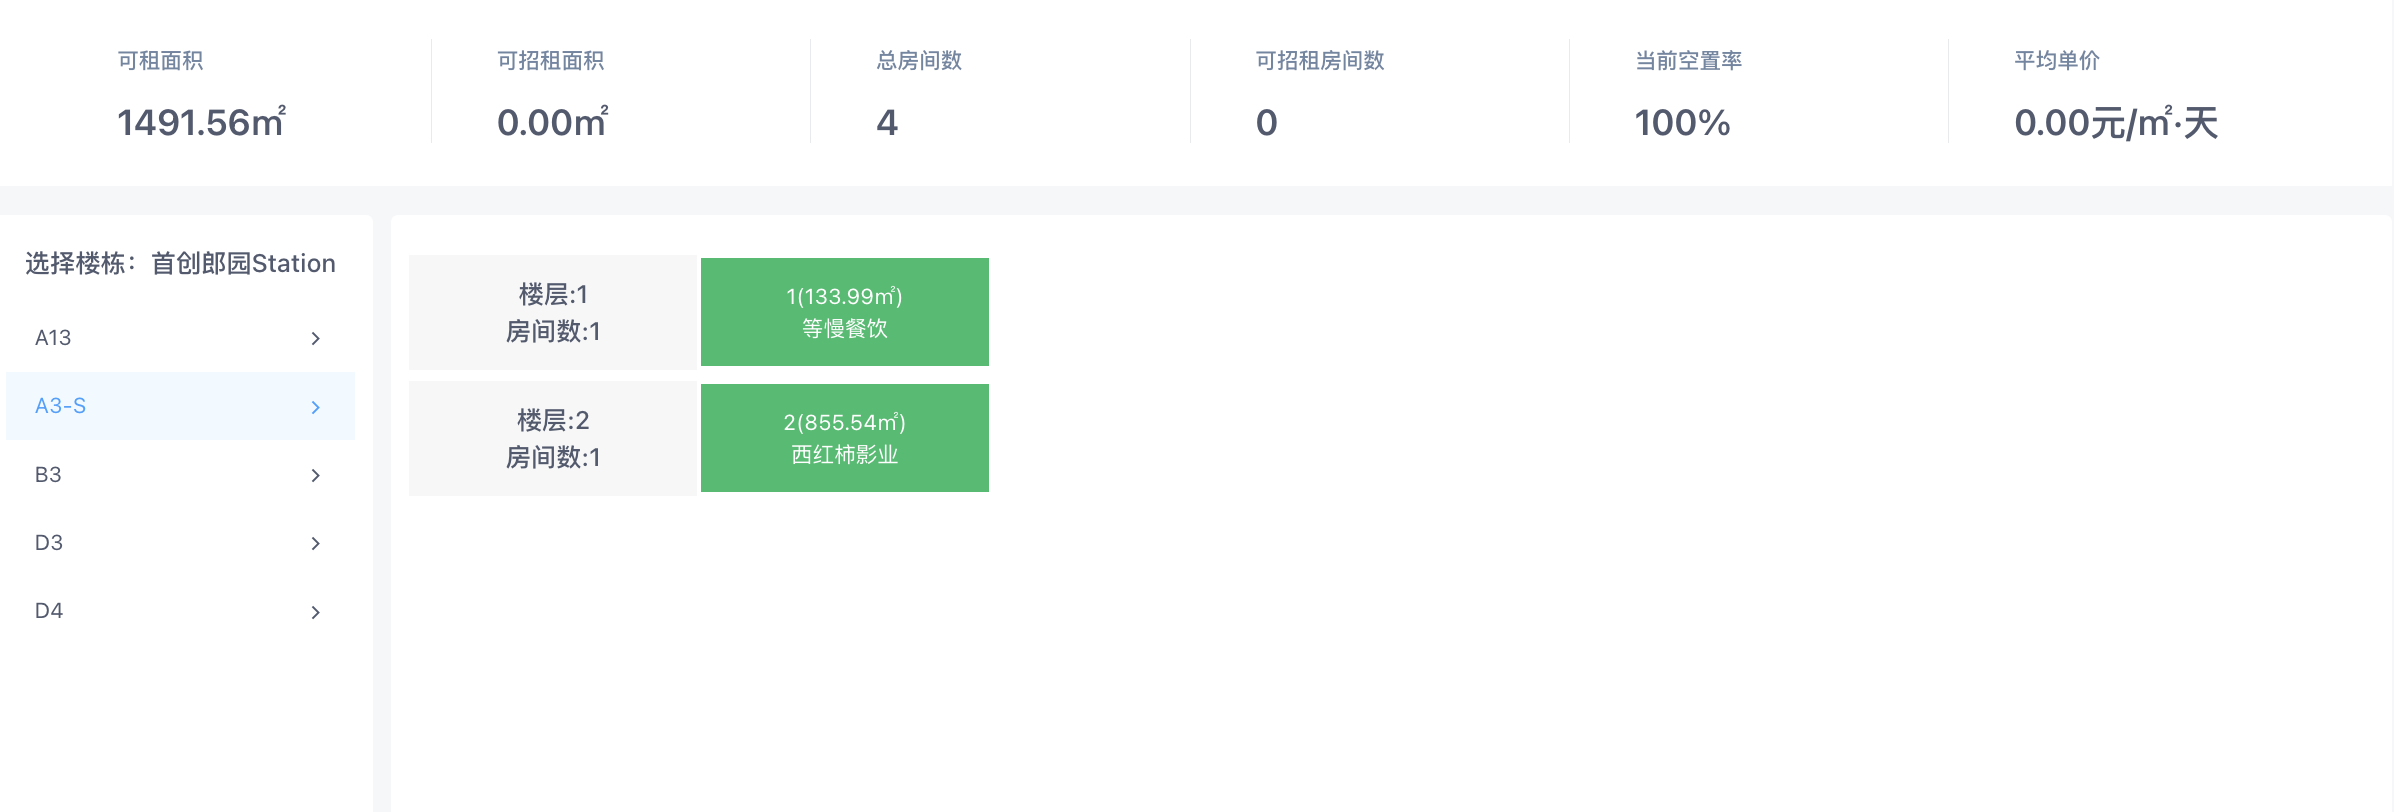 可租面积
1491.56㎡
可招租面积
0.00㎡
总房间数
4
可招租房间数
0
当前空置率
100%
平均单价
0.00元/㎡·天
选择楼栋：首创郎园Station
A13
A3-S
B3
D3
D4
楼层:1
房间数:1
1(133.99㎡)
等慢餐饮
楼层:2
房间数:1
2(855.54㎡)
西红柿影业